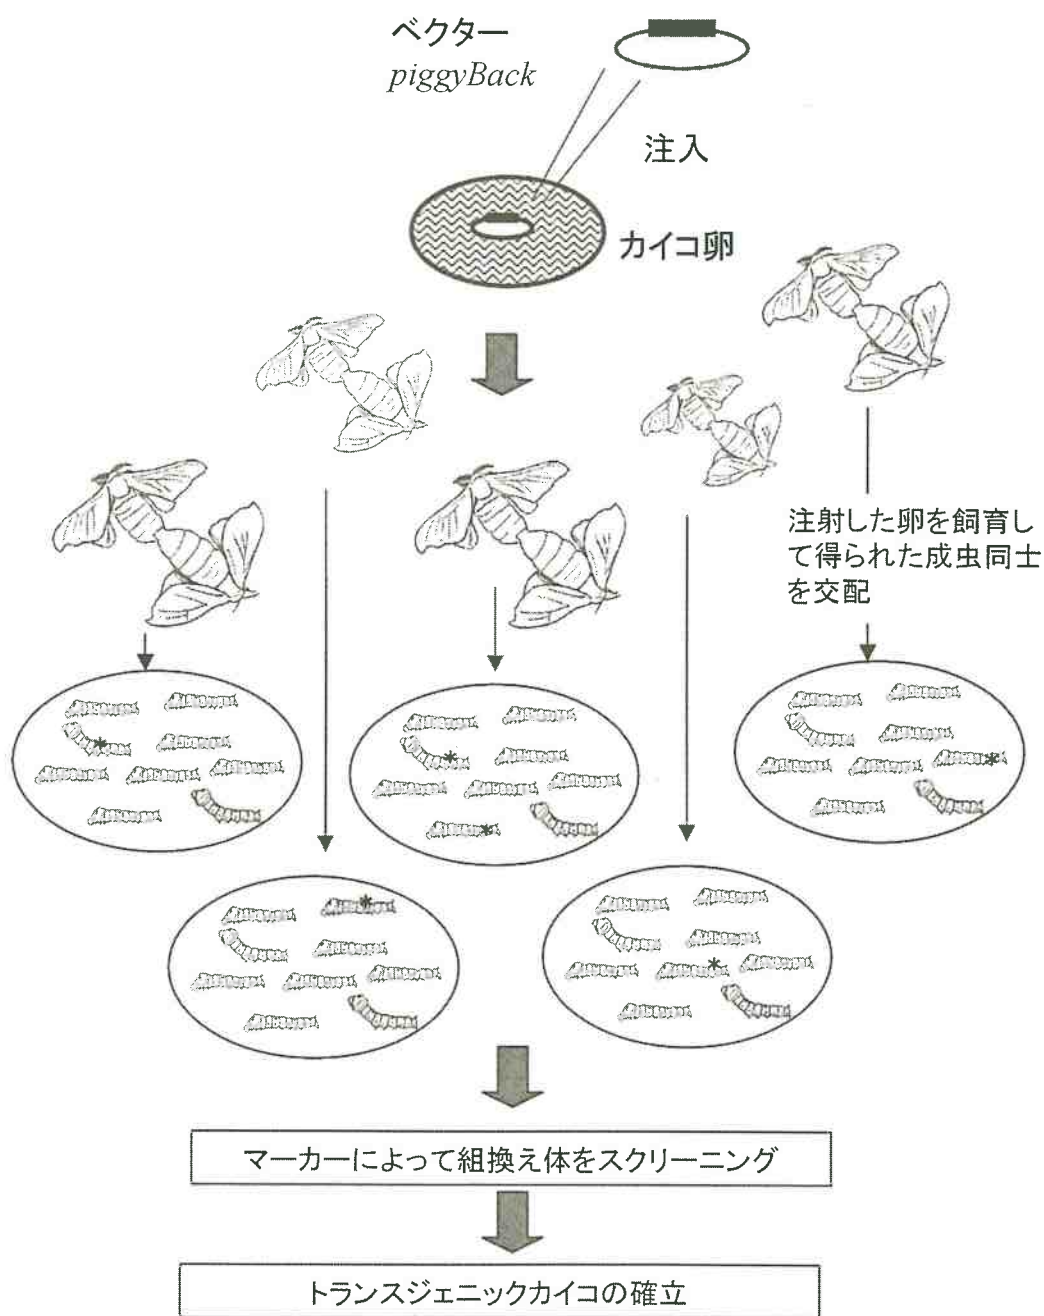 ベクター
piggyBack
注入
カイコ卵
注射した卵を飼育し
て得られた成虫同士
を交配
マーカーによって組換え体をスクリーニング
トランスジェニックカイコの確立